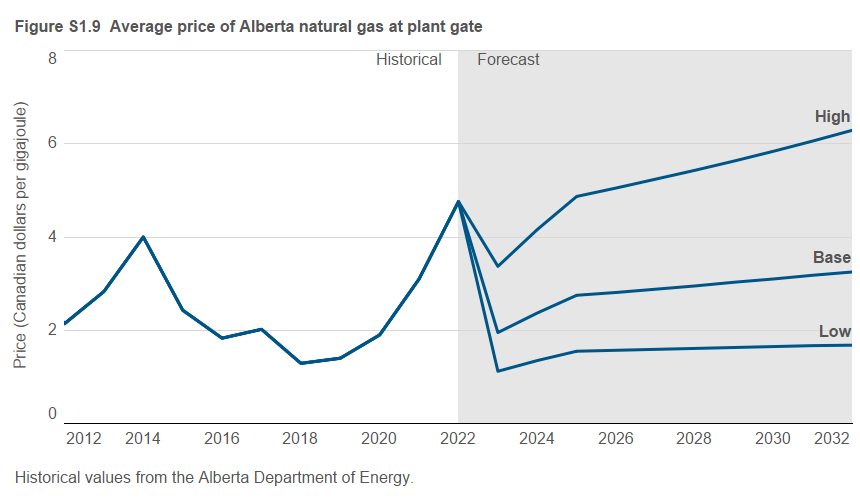 Figure S1.9  Average price of Alberta natural gas at plant gate
Price (Canadian dollars per gigajoule)
8
Historical
Forecast
6
High
4
Base
2
Low
0
2012 2014 2016 2018 2020 2022 2024 2026 2028 2030 2032
Historical values from the Alberta Department of Energy.